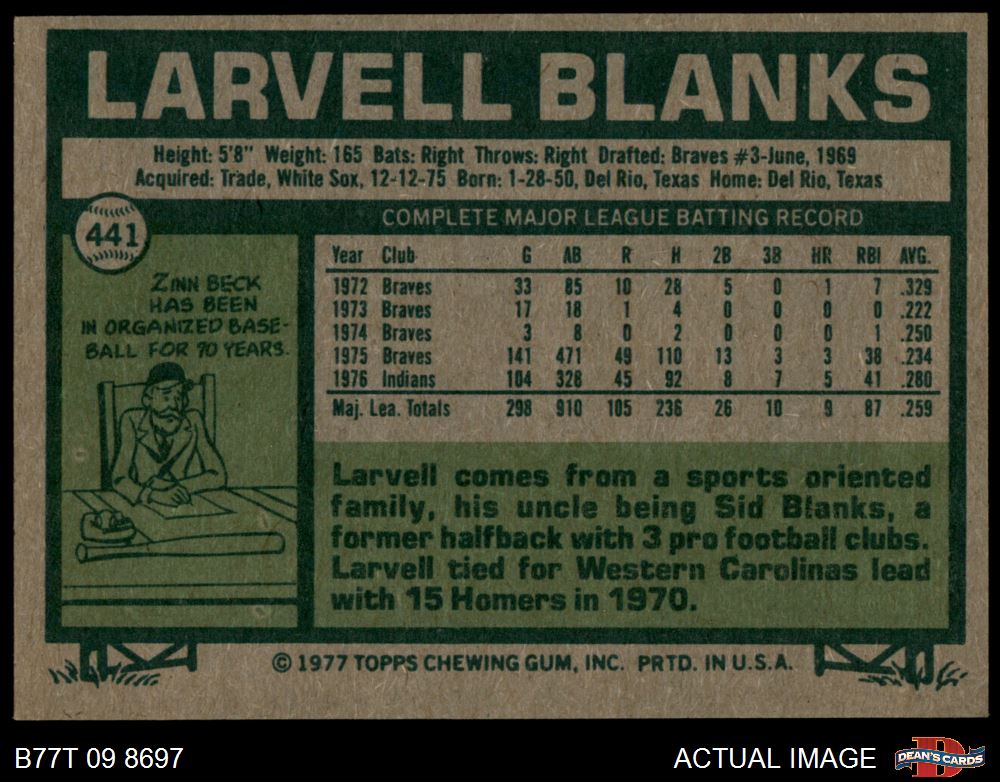 LARVELL BLANKS
Height: 5'8" Weight: 165 Bats: Right Throws: Right Drafted: Braves #3-June, 1969
Acquired: Trade, White Sox, 12-12-75 Born: 1-28-50, Del Rio, Texas Home: Del Rio, Texas
441
COMPLETE MAJOR LEAGUE BATTING RECORD
ZINN BECK
HAS BEEN
IN ORGANIZED BASE-
BALL FOR 70 YEARS.
Year Club G AB R H 2B 3B HR RBI AVG.
1972 Braves 33 85 10 28 5 0 1 7 .329
1973 Braves 17 18 1 4 0 0 0 0 .222
1974 Braves 3 8 0 2 0 0 0 1 .250
1975 Braves 141 471 49 110 13 3 3 38 .234
1976 Indians 104 328 45 92 8 7 5 41 .280
Maj. Lea. Totals 298 910 105 236 26 10 9 87 .259
Larvell comes from a sports oriented
family, his uncle being Sid Blanks, a
former halfback with 3 pro football clubs.
Larvell tied for Western Carolinas lead
with 15 Homers in 1970.
© 1977 TOPPS CHEWING GUM, INC. PRTD. IN U.S.A.
B77T 09 8697
ACTUAL IMAGE
D
DEAN'S CARDS